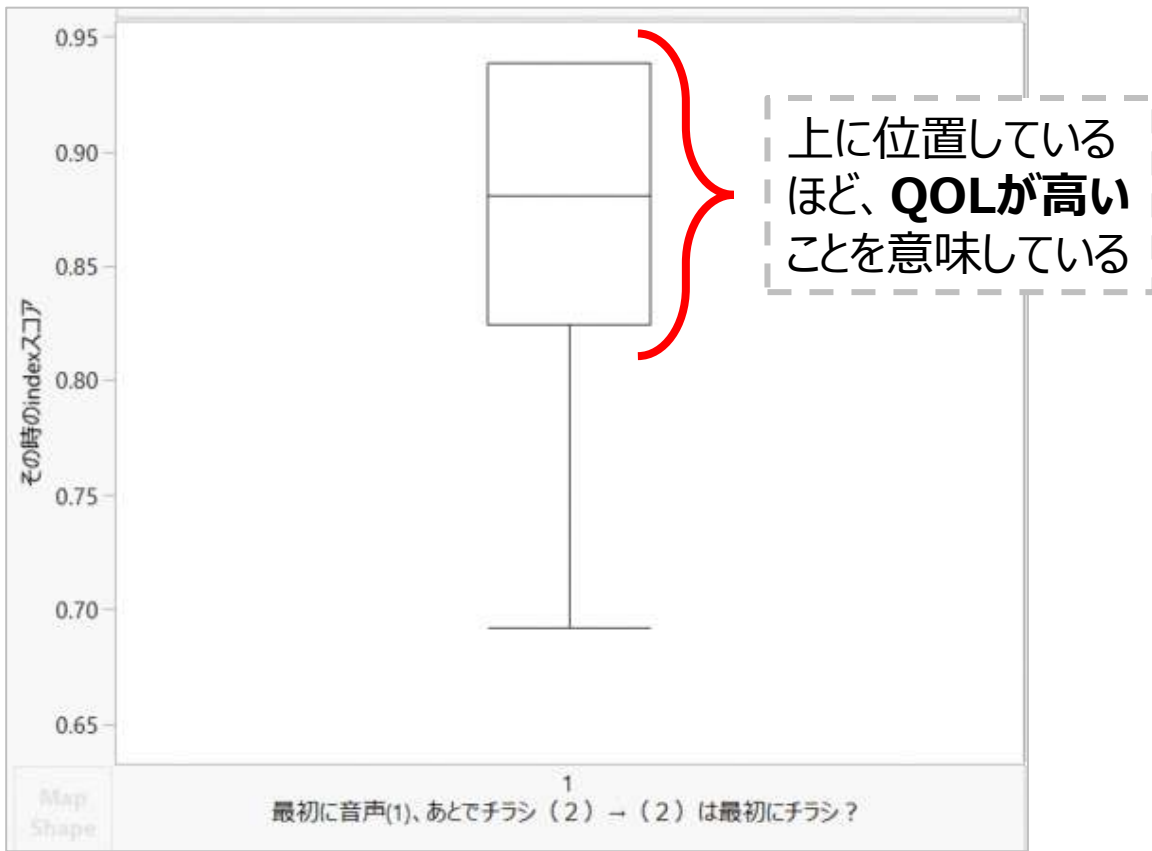 0.95
0.90
0.85
0.80
0.75
0.70
0.65
その時のindexスコア
上に位置している
ほど、QOLが高い
ことを意味している
1
最初に音声(1)、あとでチラシ（２）→（２）は最初にチラシ？
Map
Shape